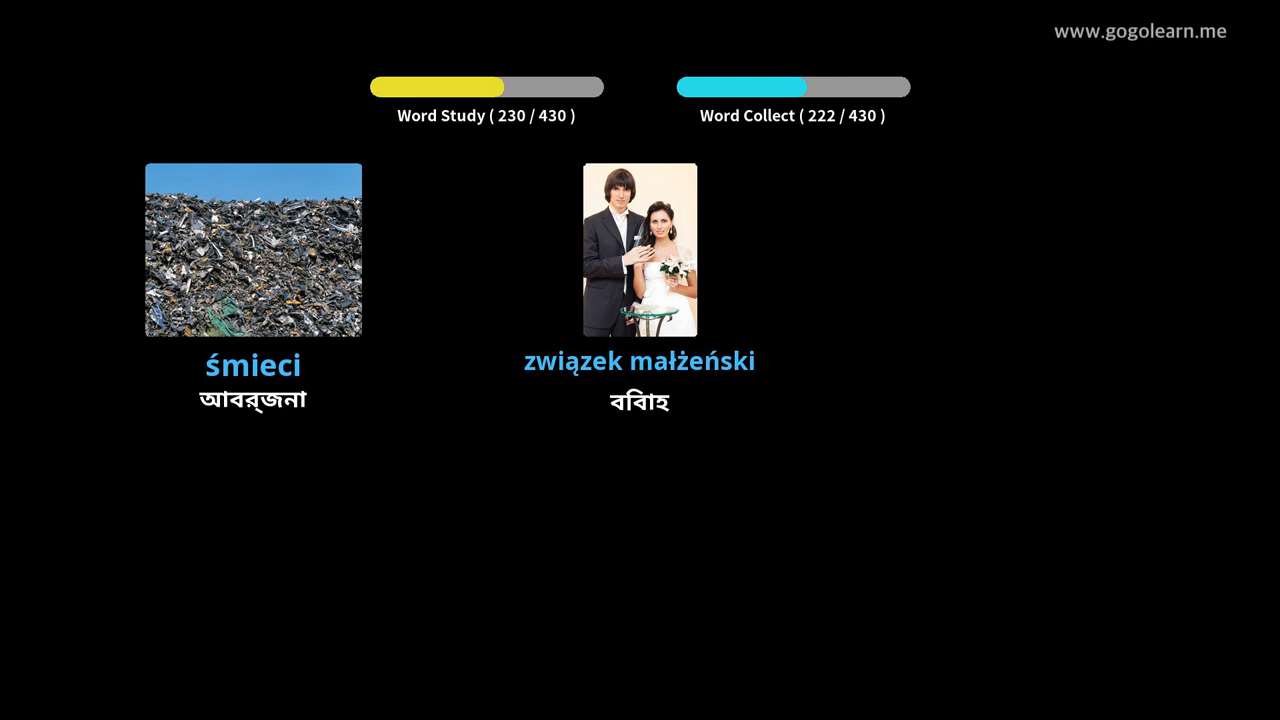 www.gogolearn.me
Word Study ( 230 / 430 )
Word Collect ( 222 / 430 )
śmieci
আবর্জনা
związek małżeński
ববিাহ